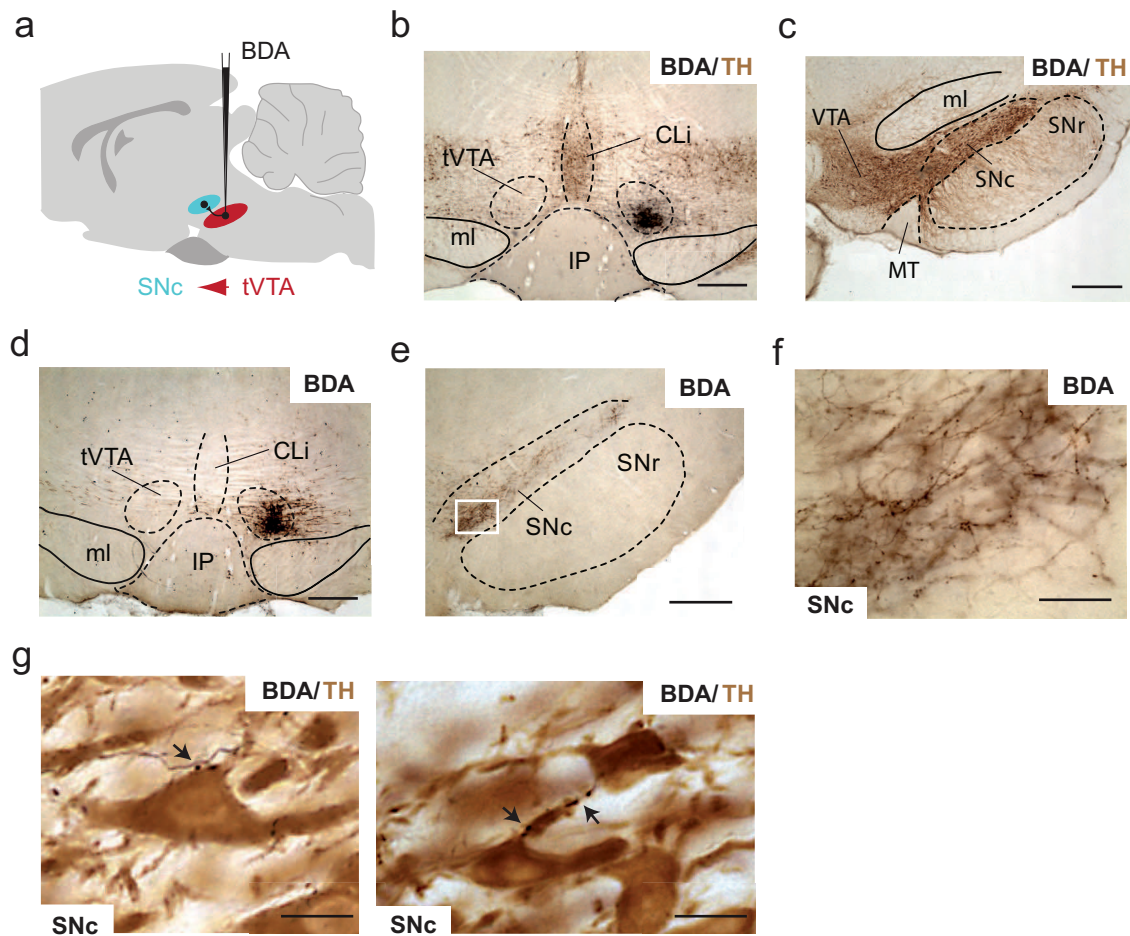 a
BDA
SNc
tVTA
b
BDA/TH
tVTA
CLi
ml
IP
c
BDA/ TH
ml
VTA
SNr
SNc
MT
d
BDA
tVTA
CLi
ml
IP
e
BDA
SNr
SNc
f
BDA
SNc
g
BDA/TH
SNc
BDA/TH
SNc